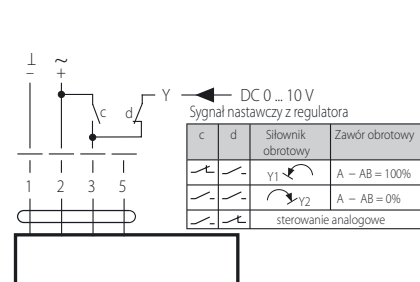 ⊥ ~
– +
c d
Y DC 0 ... 10 V
Sygnał nastawczy z regulatora
c d Siłownik obrotowy Zawór obrotowy
Y1 A – AB = 100%
Y2 A – AB = 0%
sterowanie analogowe
1 2 3 5